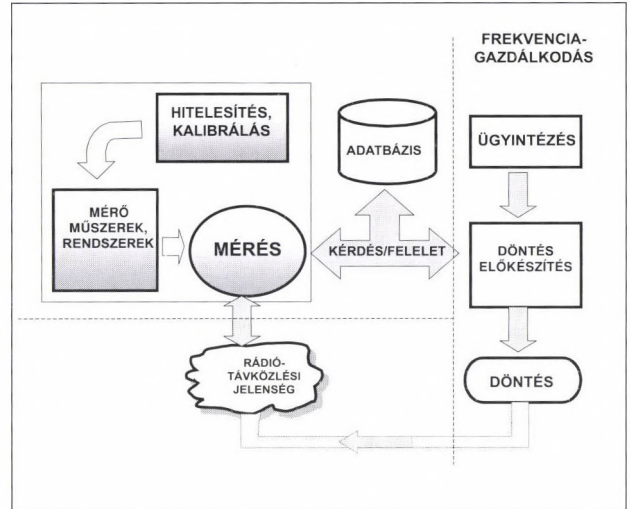 FREKVENCIA-
GAZDÁLKODÁS
HITELESÍTÉS,
KALIBRÁLÁS
ADATBÁZIS
ÜGYINTÉZÉS
MÉRŐ
MŰSZEREK,
RENDSZEREK
MÉRÉS
KÉRDÉS/FELELET
DÖNTÉS
ELŐKÉSZÍTÉS
RÁDIÓ-
TÁVKÖZLÉSI
JELENSÉG
DÖNTÉS